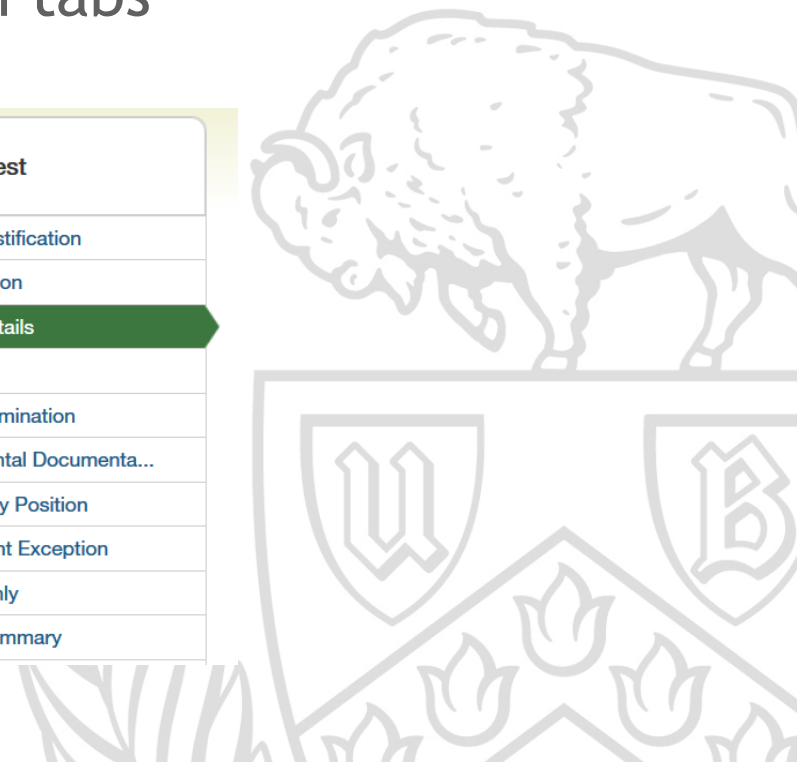 tabs
est
stification
on
tails
mination
ntal Documenta...
y Position
nt Exception
nly
mmary
U B